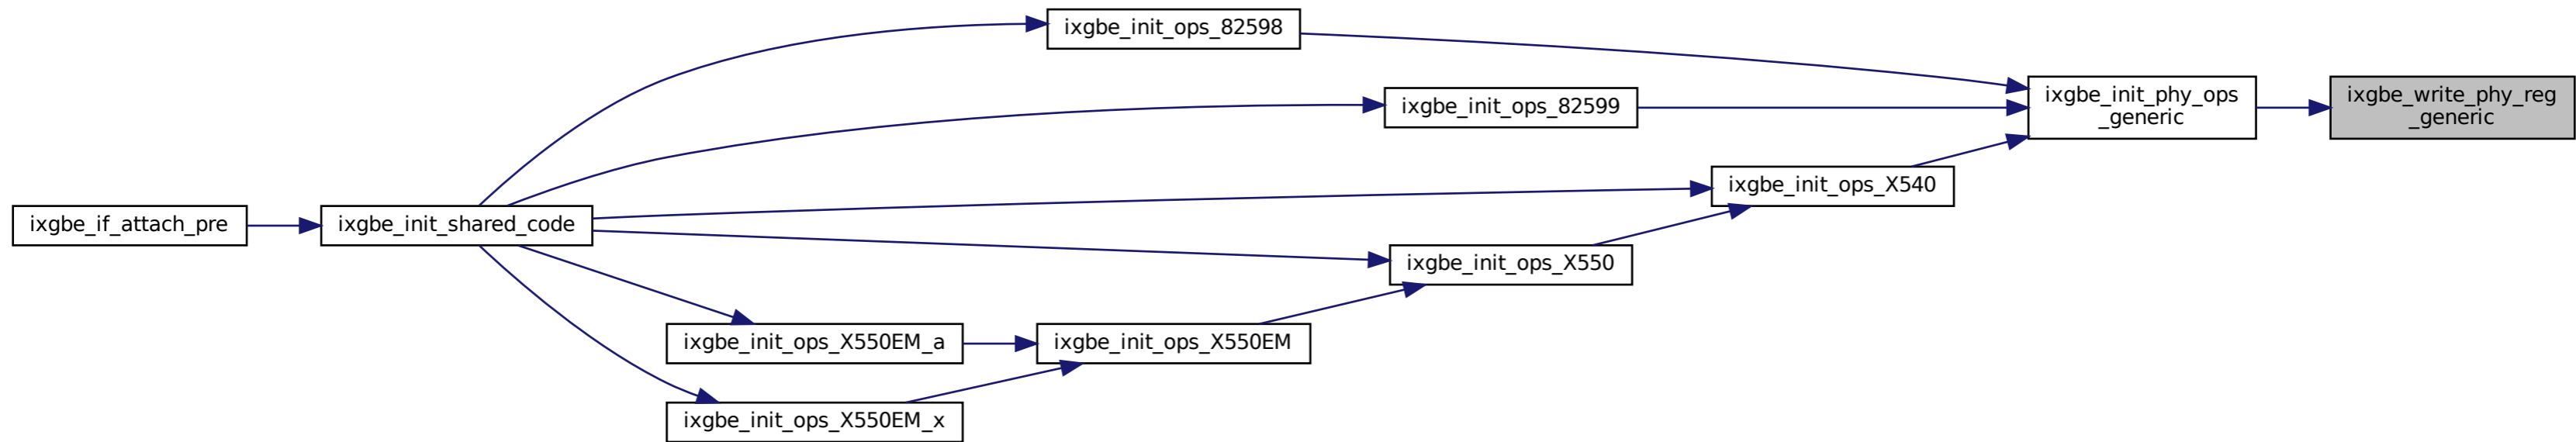 ixgbe_init_ops_82598
ixgbe_init_phy_ops
_generic
ixgbe_write_phy_reg
_generic
ixgbe_init_ops_82599
ixgbe_init_ops_X540
ixgbe_if_attach_pre
ixgbe_init_shared_code
ixgbe_init_ops_X550
ixgbe_init_ops_X550EM_a
ixgbe_init_ops_X550EM
ixgbe_init_ops_X550EM_x